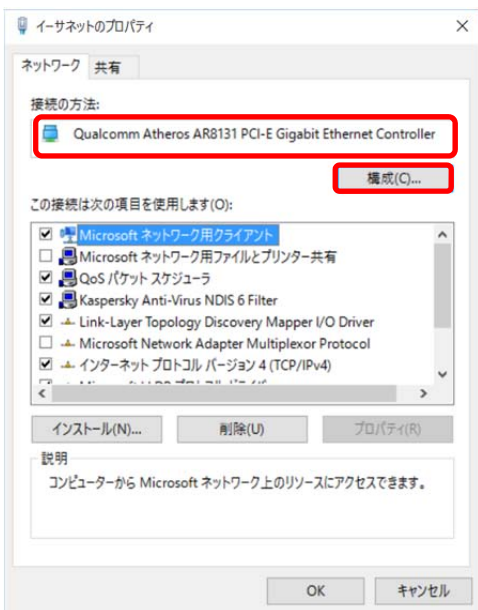 イーサネットのプロパティ
ネットワーク 共有
接続の方法:
Qualcomm Atheros AR8131 PCI-E Gigabit Ethernet Controller
構成(C)...
この接続は次の項目を使用します(O):
Microsoft ネットワーク用クライアント
Microsoft ネットワーク用ファイルとプリンター共有
QoS パケット スケジューラ
Kaspersky Anti-Virus NDIS 6 Filter
Link-Layer Topology Discovery Mapper I/O Driver
Microsoft Network Adapter Multiplexor Protocol
インターネット プロトコル バージョン 4 (TCP/IPv4)
インストール(N)... 削除(U) プロパティ(R)
説明
コンピューターから Microsoft ネットワーク上のリソースにアクセスできます。
OK キャンセル